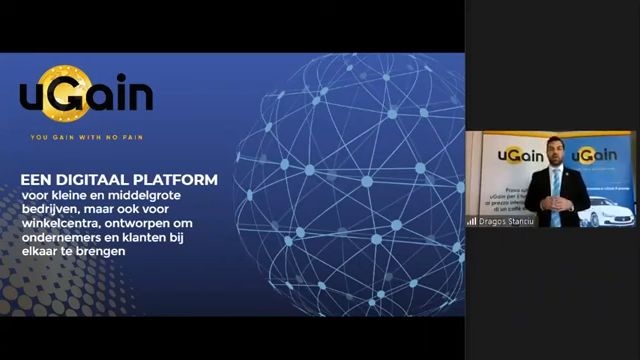 uGain
YOU GAIN WITH NO PAIN
EEN DIGITAAL PLATFORM
voor kleine en middelgrote
bedrijven, maar ook voor
winkelcentra, ontworpen om
ondernemers en klanten bij
elkaar te brengen
uGain
uGain
Dragos Stanciu